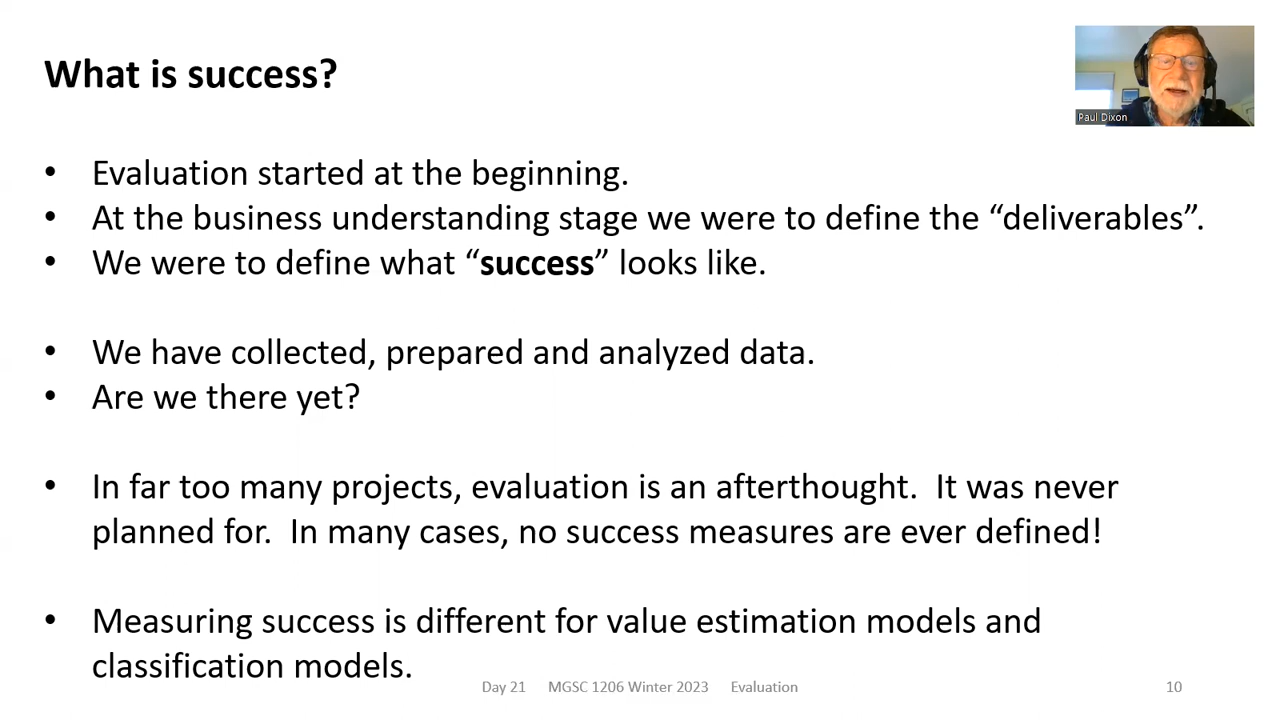 What is success?
Paul Dixon
• Evaluation started at the beginning.
• At the business understanding stage we were to define the “deliverables”.
• We were to define what “success” looks like.
• We have collected, prepared and analyzed data.
• Are we there yet?
• In far too many projects, evaluation is an afterthought.  It was never
planned for.  In many cases, no success measures are ever defined!
• Measuring success is different for value estimation models and
classification models.
Day 21 MGSC 1206 Winter 2023 Evaluation 10